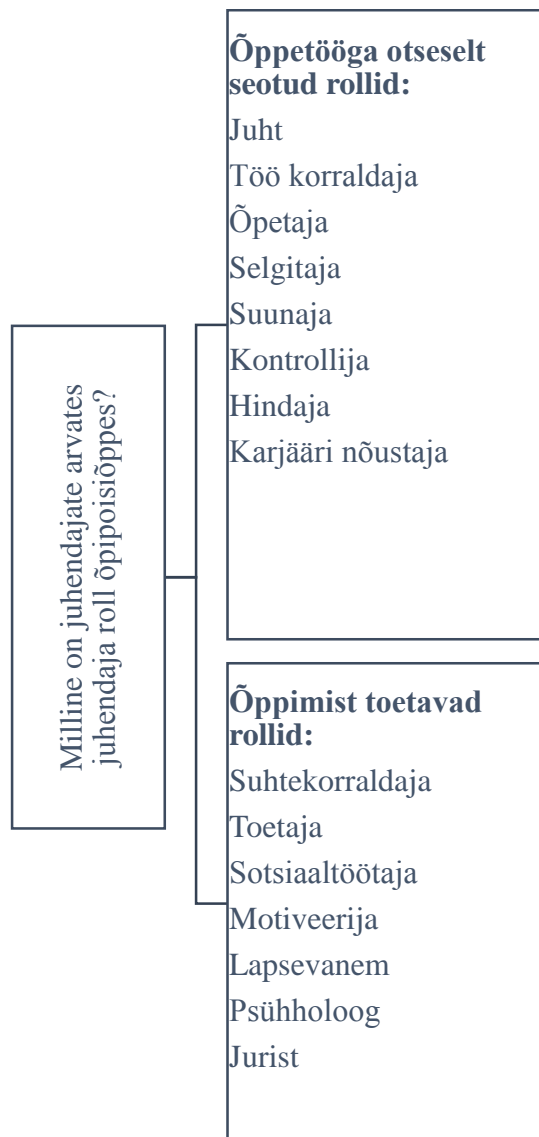 Milline on juhendajate arvates
juhendaja roll õpipoisiõppes?
Õppetööga otseselt
seotud rollid:
Juht
Töö korraldaja
Õpetaja
Selgitaja
Suunaja
Kontrollija
Hindaja
Karjääri nõustaja
Õppimist toetavad
rollid:
Suhtekorraldaja
Toetaja
Sotsiaaltöötaja
Motiveerija
Lapsevanem
Psühholoog
Jurist